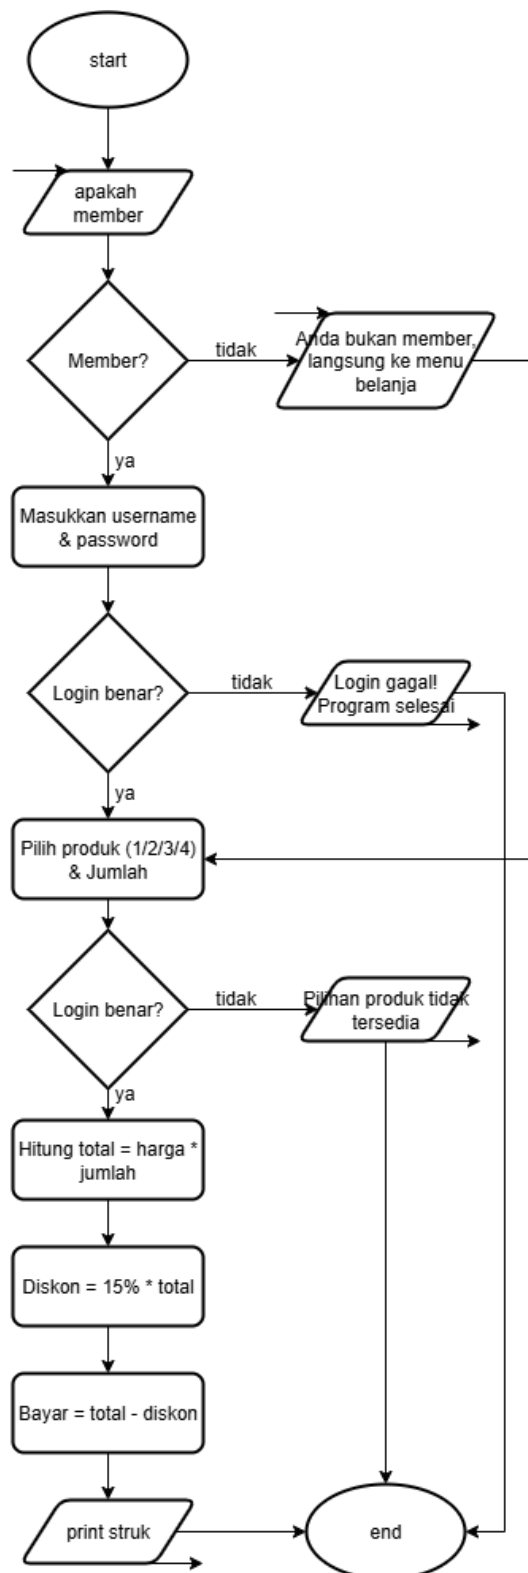 start
apakah
member
Member?
tidak
Anda bukan member,
langsung ke menu
belanja
ya
Masukkan username
& password
Login benar?
tidak
Login gagal!
Program selesai
ya
Pilih produk (1/2/3/4)
& Jumlah
Login benar?
tidak
Pilihan produk tidak
tersedia
ya
Hitung total = harga *
jumlah
Diskon = 15% * total
Bayar = total - diskon
print struk
end